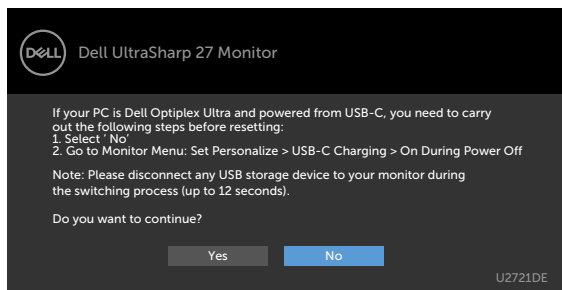 DELL
Dell UltraSharp 27 Monitor
If your PC is Dell Optiplex Ultra and powered from USB-C, you need to carry
out the following steps before resetting:
1. Select ‘ No’
2. Go to Monitor Menu: Set Personalize > USB-C Charging > On During Power Off
Note: Please disconnect any USB storage device to your monitor during
the switching process (up to 12 seconds).
Do you want to continue?
Yes
No
U2721DE